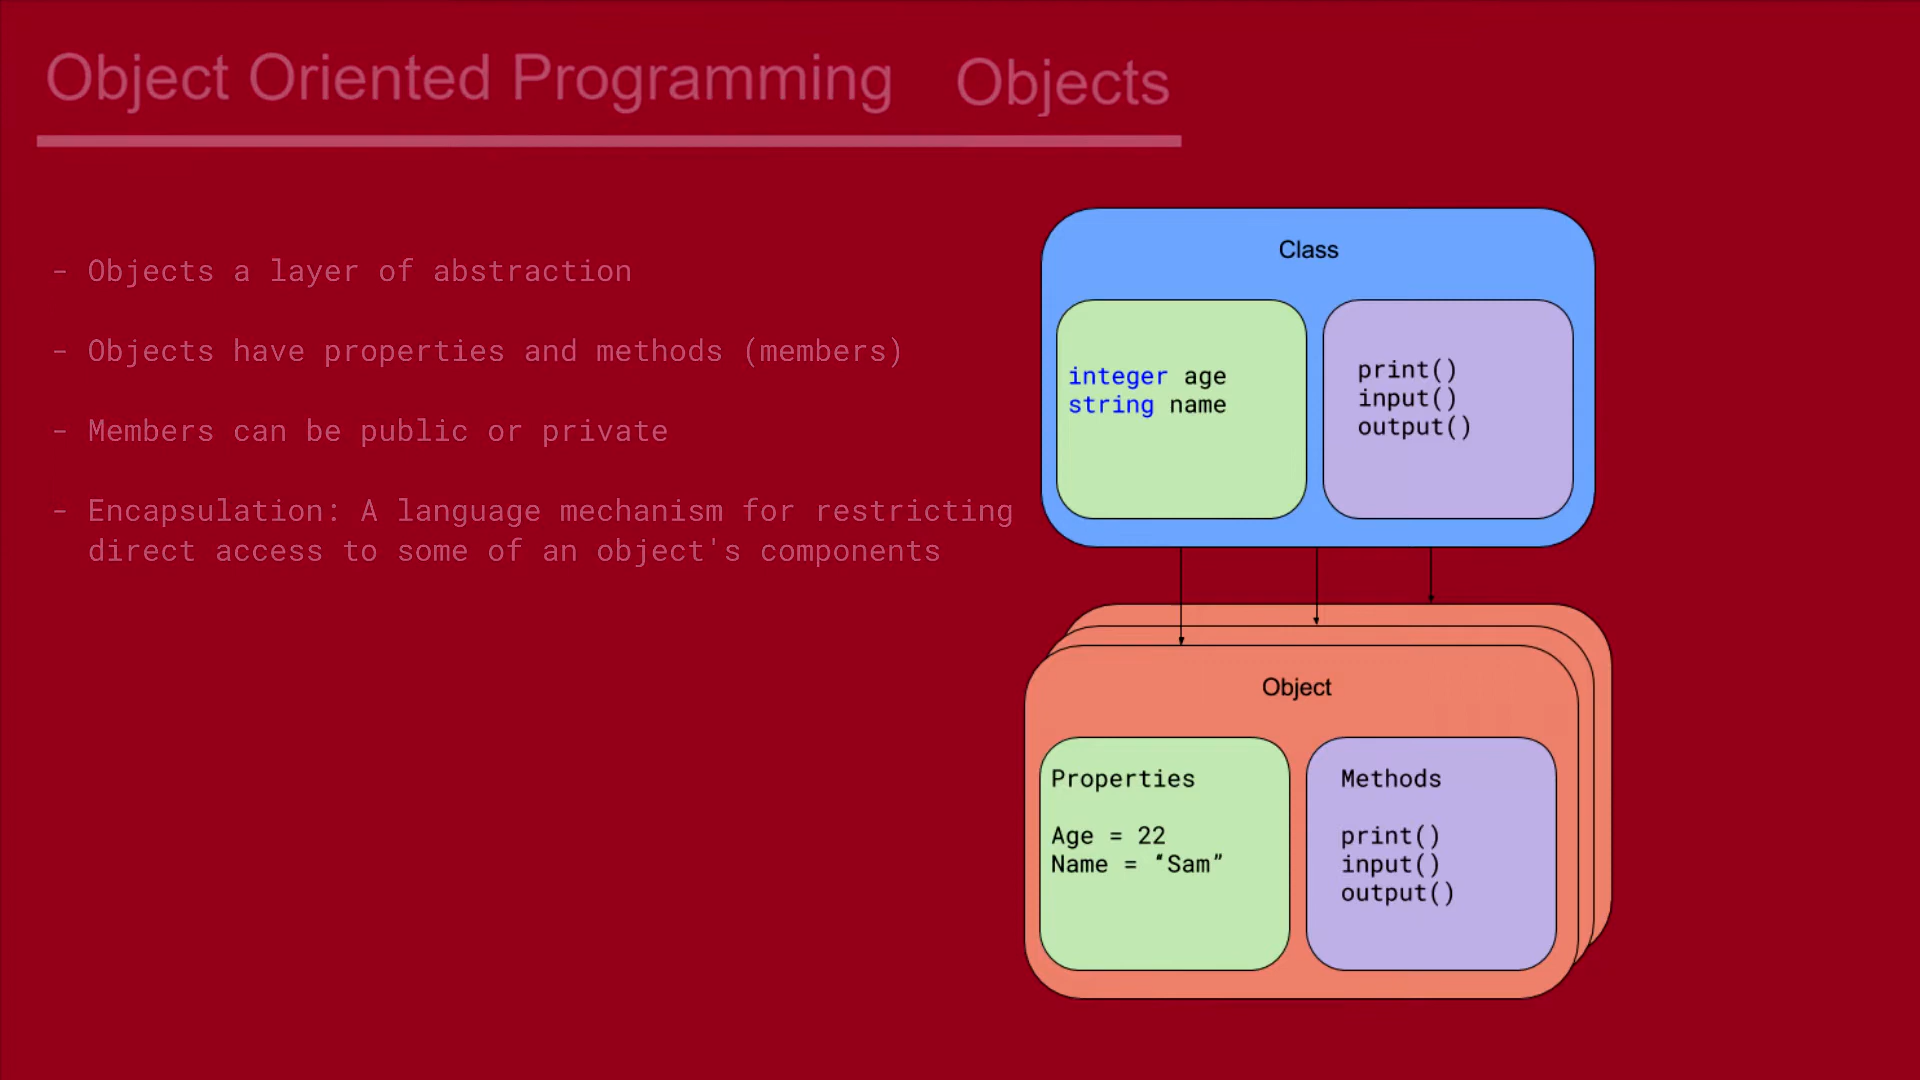 Object Oriented Programming Objects
- Objects a layer of abstraction
- Objects have properties and methods (members)
- Members can be public or private
- Encapsulation: A language mechanism for restricting
direct access to some of an object's components
Class
integer age
string name
print()
input()
output()
Object
Properties
Age = 22
Name = “Sam”
Methods
print()
input()
output()